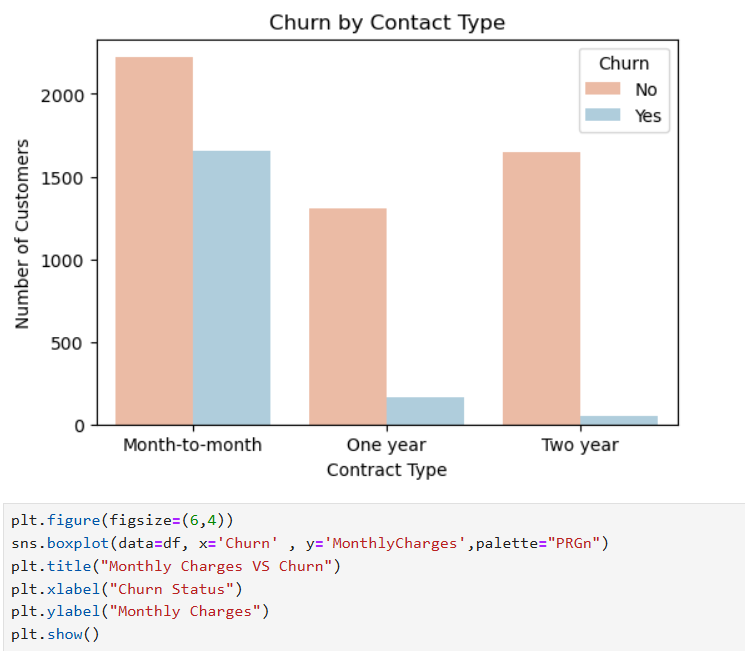 Churn by Contact Type
Churn
No
Yes
2000
1500
1000
500
0
Number of Customers
Month-to-month
One year
Two year
Contract Type
plt.figure(figsize=(6,4))
sns.boxplot(data=df, x='Churn' , y='MonthlyCharges',palette="PRGn")
plt.title("Monthly Charges VS Churn")
plt.xlabel("Churn Status")
plt.ylabel("Monthly Charges")
plt.show()